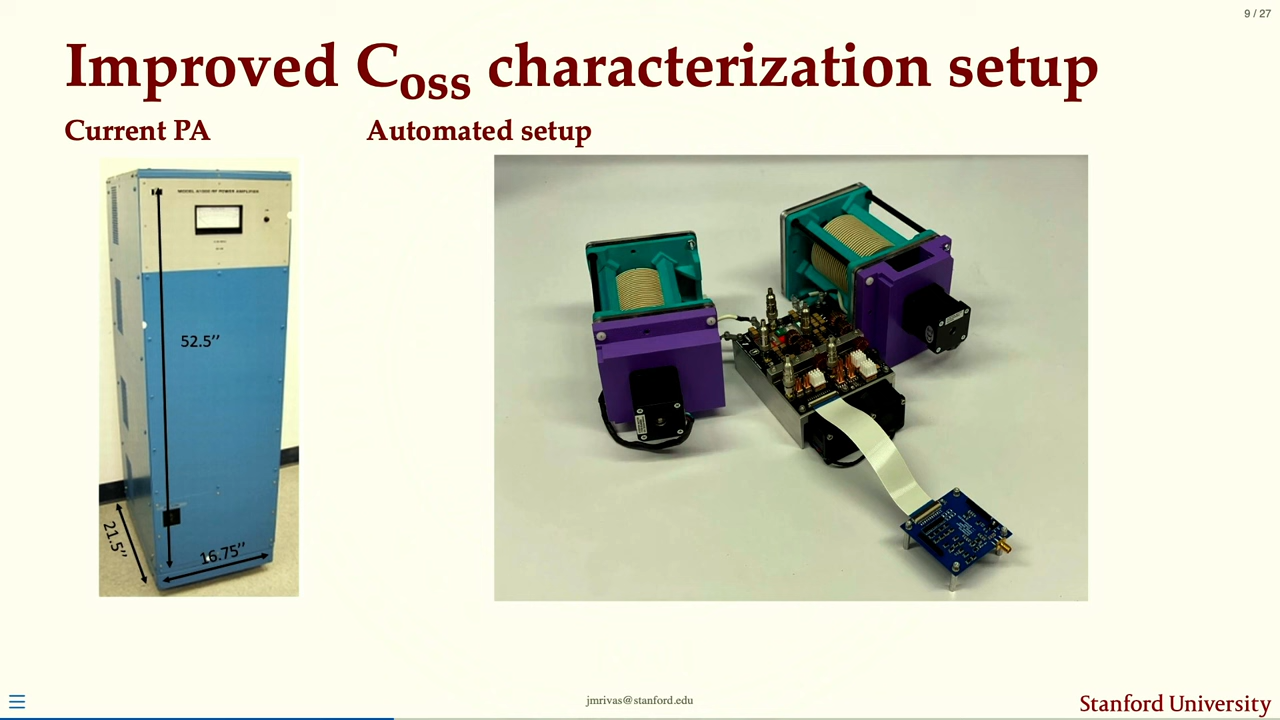 9 / 27
Improved Coss characterization setup
Current PA
Automated setup
52.5’’
21.5’’
16.75’’
jmrivas@stanford.edu
Stanford University